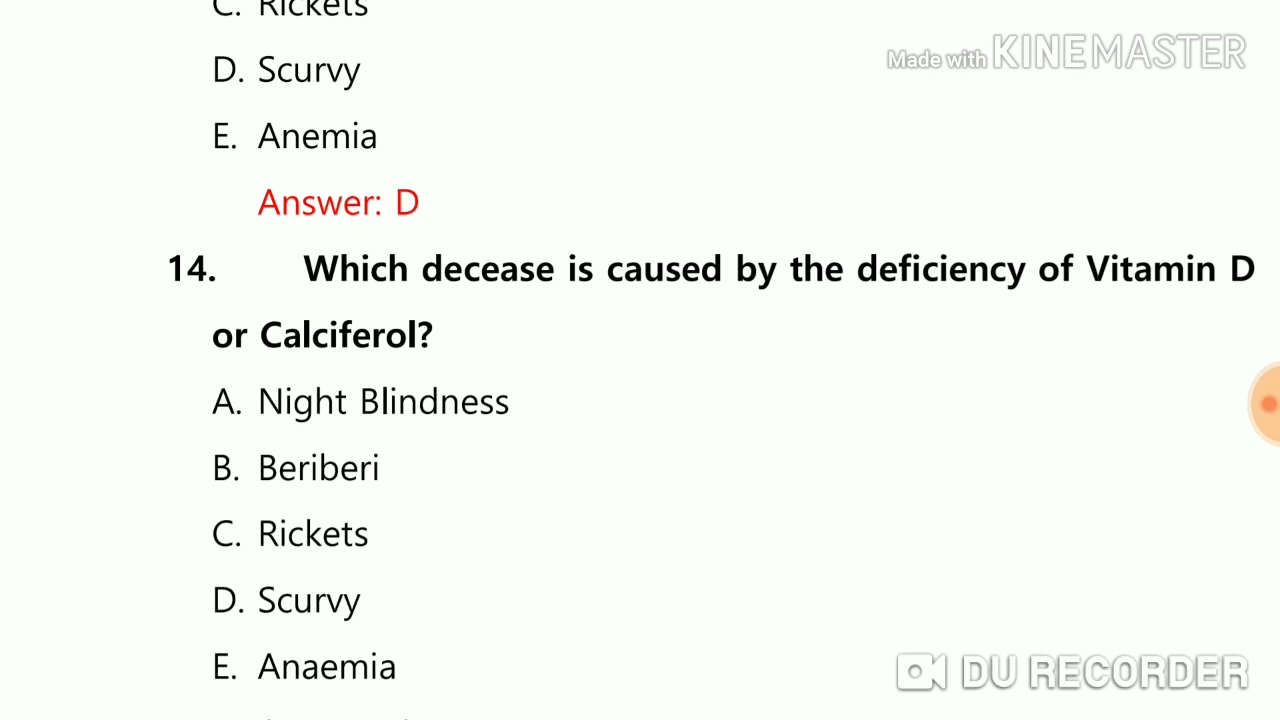 C. Rickets
Made with KINEMASTER
D. Scurvy
E. Anemia
Answer: D
14. Which decease is caused by the deficiency of Vitamin D
or Calciferol?
A. Night Blindness
B. Beriberi
C. Rickets
D. Scurvy
E. Anaemia
DU RECORDER